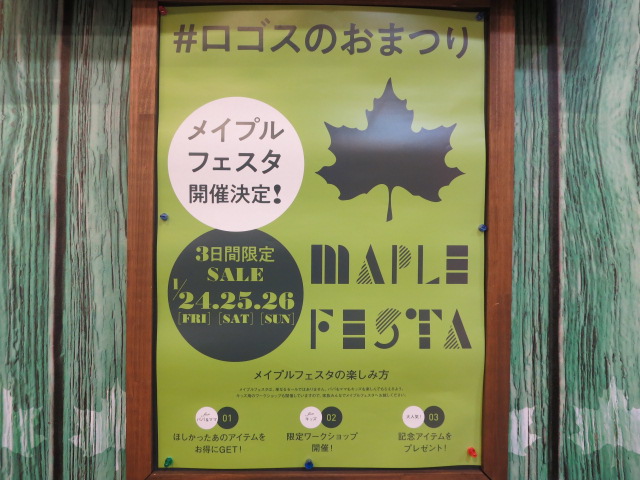 #ロゴスのおまつり
メイプル
フェスタ
開催決定!
3日間限定
SALE
1/24.25.26
[FRI] [SAT] [SUN]
MAPLE
FESTA
メイプルフェスタの楽しみ方
01
ほしかったあのアイテムを
お得にGET!
02
限定ワークショップ
開催!
03
記念アイテムを
プレゼント!